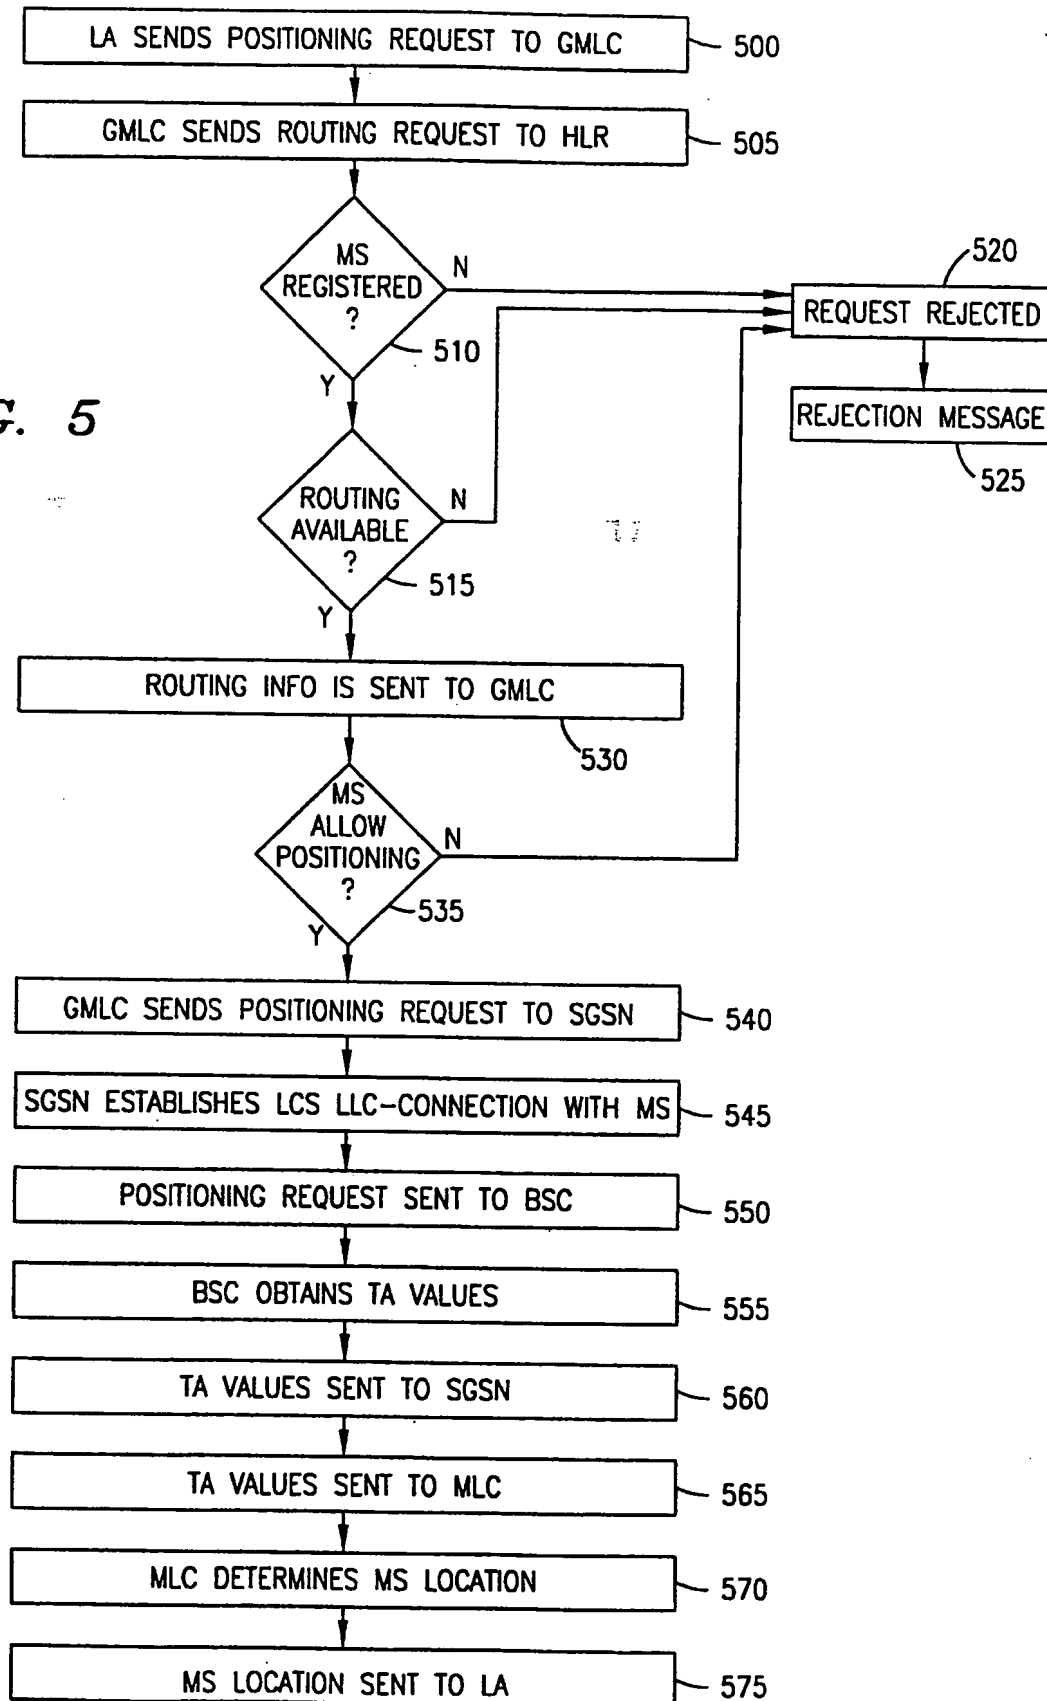 LA SENDS POSITIONING REQUEST TO GMLC
500
GMLC SENDS ROUTING REQUEST TO HLR
505
MS
REGISTERED
?
N
510
Y
520
REQUEST REJECTED
REJECTION MESSAGE
525
G. 5
ROUTING
AVAILABLE
?
N
515
Y
ROUTING INFO IS SENT TO GMLC
530
MS
ALLOW
POSITIONING
?
N
535
Y
GMLC SENDS POSITIONING REQUEST TO SGSN
540
SGSN ESTABLISHES LCS LLC-CONNECTION WITH MS
545
POSITIONING REQUEST SENT TO BSC
550
BSC OBTAINS TA VALUES
555
TA VALUES SENT TO SGSN
560
TA VALUES SENT TO MLC
565
MLC DETERMINES MS LOCATION
570
MS LOCATION SENT TO LA
575